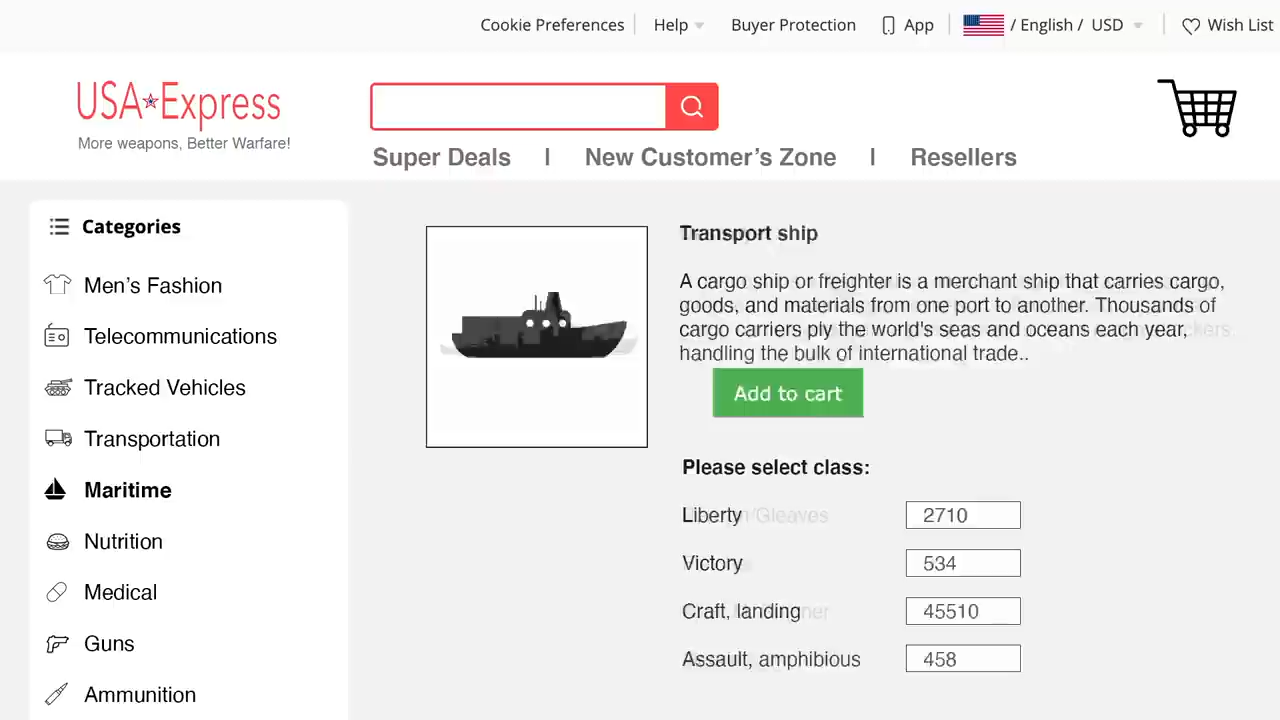 Cookie Preferences Help Buyer Protection App / English / USD Wish List
USA Express
More weapons, Better Warfare!
Super Deals | New Customer's Zone | Resellers
Categories
Men's Fashion
Telecommunications
Tracked Vehicles
Transportation
Maritime
Nutrition
Medical
Guns
Ammunition
Transport ship
A cargo ship or freighter is a merchant ship that carries cargo,
goods, and materials from one port to another. Thousands of
cargo carriers ply the world's seas and oceans each year,
handling the bulk of international trade..
Add to cart
Please select class:
Liberty 2710
Victory 534
Craft, landing 45510
Assault, amphibious 458